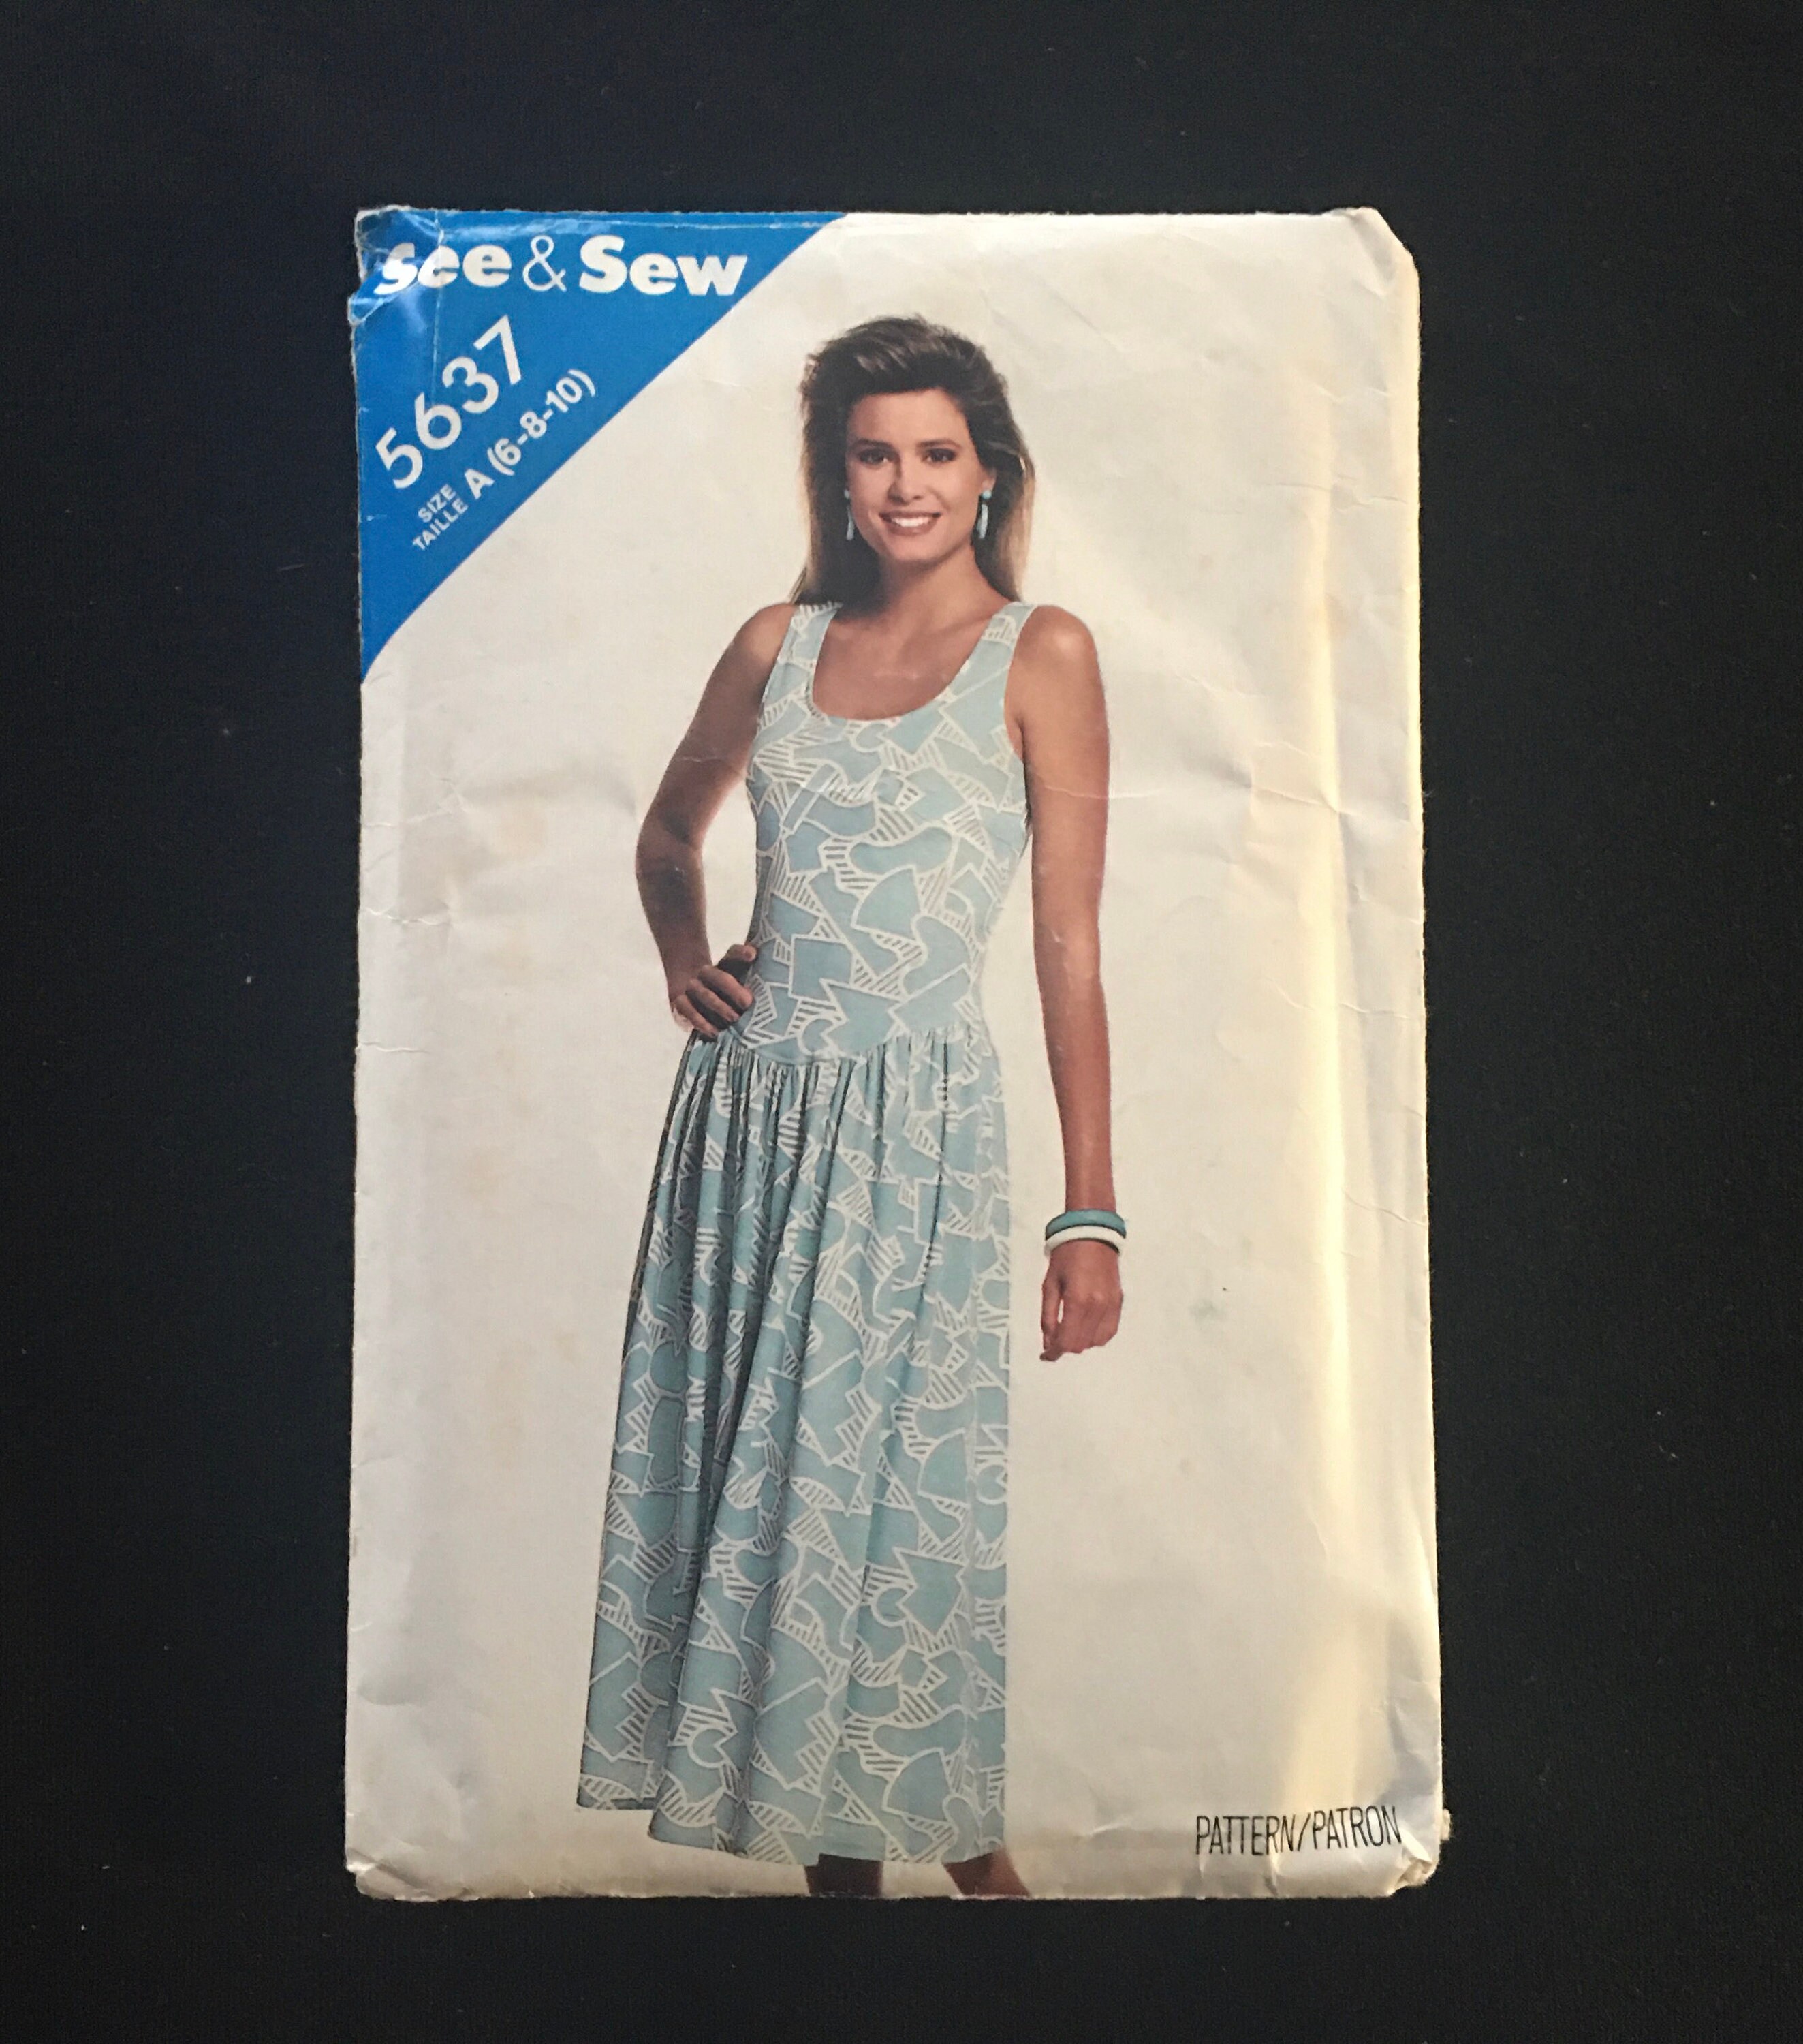 See & Sew
5637
SIZE
TAILLE A (6-8-10)
PATTERN/PATRON